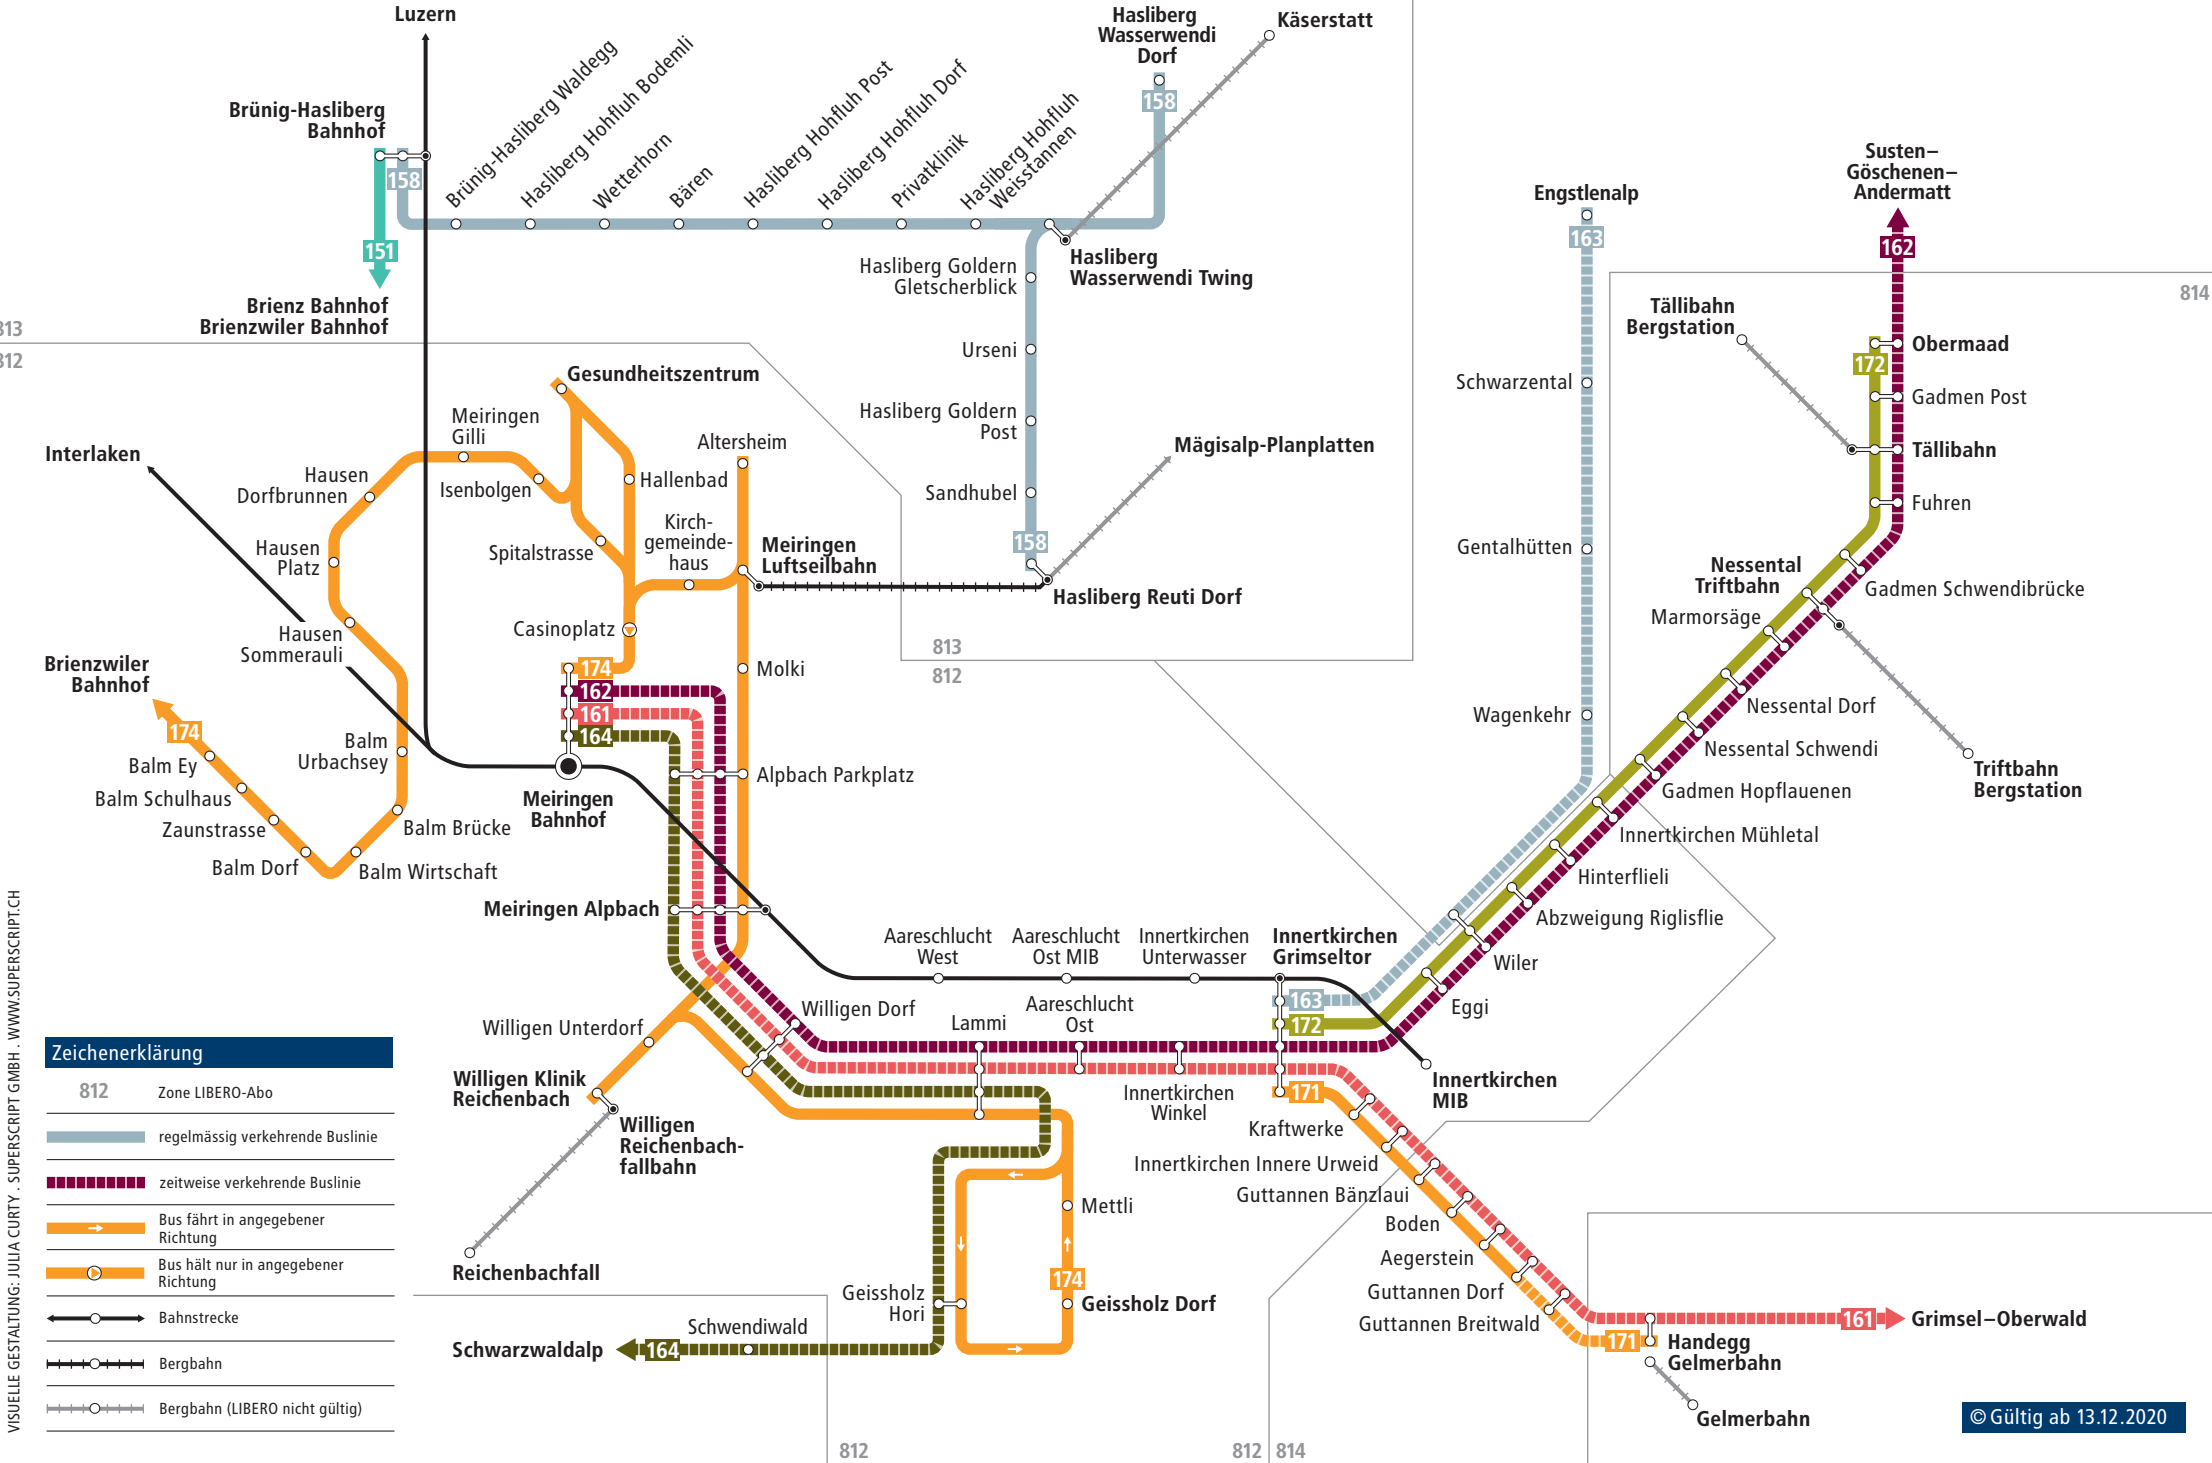 Luzern
Brünig-Hasliberg
Bahnhof
158
151
Brienz Bahnhof
Brienzwiler Bahnhof
Brünig-Hasliberg Waldegg
Hasliberg Hohfluh Bodemli
Wetterhorn
Bären
Hasliberg Hohfluh Post
Hasliberg Hohfluh Dorf
Privatklinik
Hasliberg Hohfluh
Weisstannen
Hasliberg
Wasserwendi
Dorf
158
Käserstatt
Hasliberg
Wasserwendi Twing
Hasliberg Goldern
Gletscherblick
Urseni
Hasliberg Goldern
Post
Sandhubel
158
Hasliberg Reuti Dorf
Mägisalp-Planplatten
813
812
813
812
Engstlenalp
163
Schwarzental
Gentalhütten
Wagenkehr
Susten–
Göschenen–
Andermatt
162
814
Tällibahn
Bergstation
172
Obermaad
Gadmen Post
Tällibahn
Fuhren
Nessental
Triftbahn
Gadmen Schwendibrücke
Marmorsäge
Nessental Dorf
Nessental Schwendi
Triftbahn
Bergstation
Gadmen Hopflauenen
Innertkirchen Mühletal
Hinterflieli
Abzweigung Riglisflie
Wiler
Eggi
Interlaken
Gesundheitszentrum
Meiringen
Gilli
Hausen
Dorfbrunnen
Isenbolgen
Hallenbad
Altersheim
Hausen
Platz
Spitalstrasse
Kirch-
gemeinde-
haus
Meiringen
Luftseilbahn
Casinoplatz
Hausen
Sommerauli
Molki
Brienzwiler
Bahnhof
174
Balm Ey
Balm Schulhaus
Zaunstrasse
Balm Dorf
Balm Wirtschaft
Balm Brücke
Balm
Urbachsey
174
162
161
164
Meiringen
Bahnhof
Alpbach Parkplatz
Meiringen Alpbach
Aareschlucht
West
Aareschlucht
Ost MIB
Innertkirchen
Unterwasser
Innertkirchen
Grimseltor
163
172
171
Innertkirchen
MIB
Willigen Dorf
Lammi
Aareschlucht
Ost
Innertkirchen
Winkel
Willigen Unterdorf
Willigen Klinik
Reichenbach
Willigen
Reichenbach-
fallbahn
Reichenbachfall
Mettli
174
Geissholz
Hori
Geissholz Dorf
Schwendiwald
Schwarzwaldalp
164
Kraftwerke
Innertkirchen Innere Urweid
Guttannen Bänzlaui
Boden
Aegerstein
Guttannen Dorf
Guttannen Breitwald
161
Grimsel–Oberwald
171
Handegg
Gelmerbahn
Gelmerbahn
812
812
814
Zeichenerklärung
812
Zone LIBERO-Abo
regelmässig verkehrende Buslinie
zeitweise verkehrende Buslinie
Bus fährt in angegebener
Richtung
Bus hält nur in angegebener
Richtung
Bahnstrecke
Bergbahn
Bergbahn (LIBERO nicht gültig)
VISUELLE GESTALTUNG: JULIA CURTY . SUPERSCRIPT GMBH . WWW.SUPERSCRIPT.CH
© Gültig ab 13.12.2020